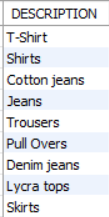 DESCRIPTION
T-Shirt
Shirts
Cotton jeans
Jeans
Trousers
Pull Overs
Denim jeans
Lycra tops
Skirts